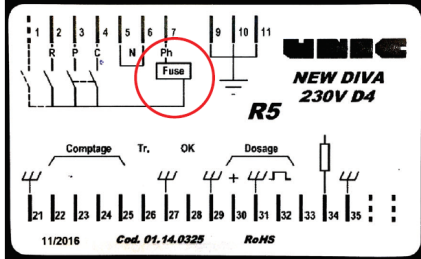 1 2 3 4 5 6 7 9 10 11
R P C N Ph
Fuse
UNIC
NEW DIVA
230V D4
R5
Comptage Tr. OK Dosage
+
21 22 23 24 25 26 27 28 29 30 31 32 33 34 35
11/2016 Cod. 01.14.0325 RoHS